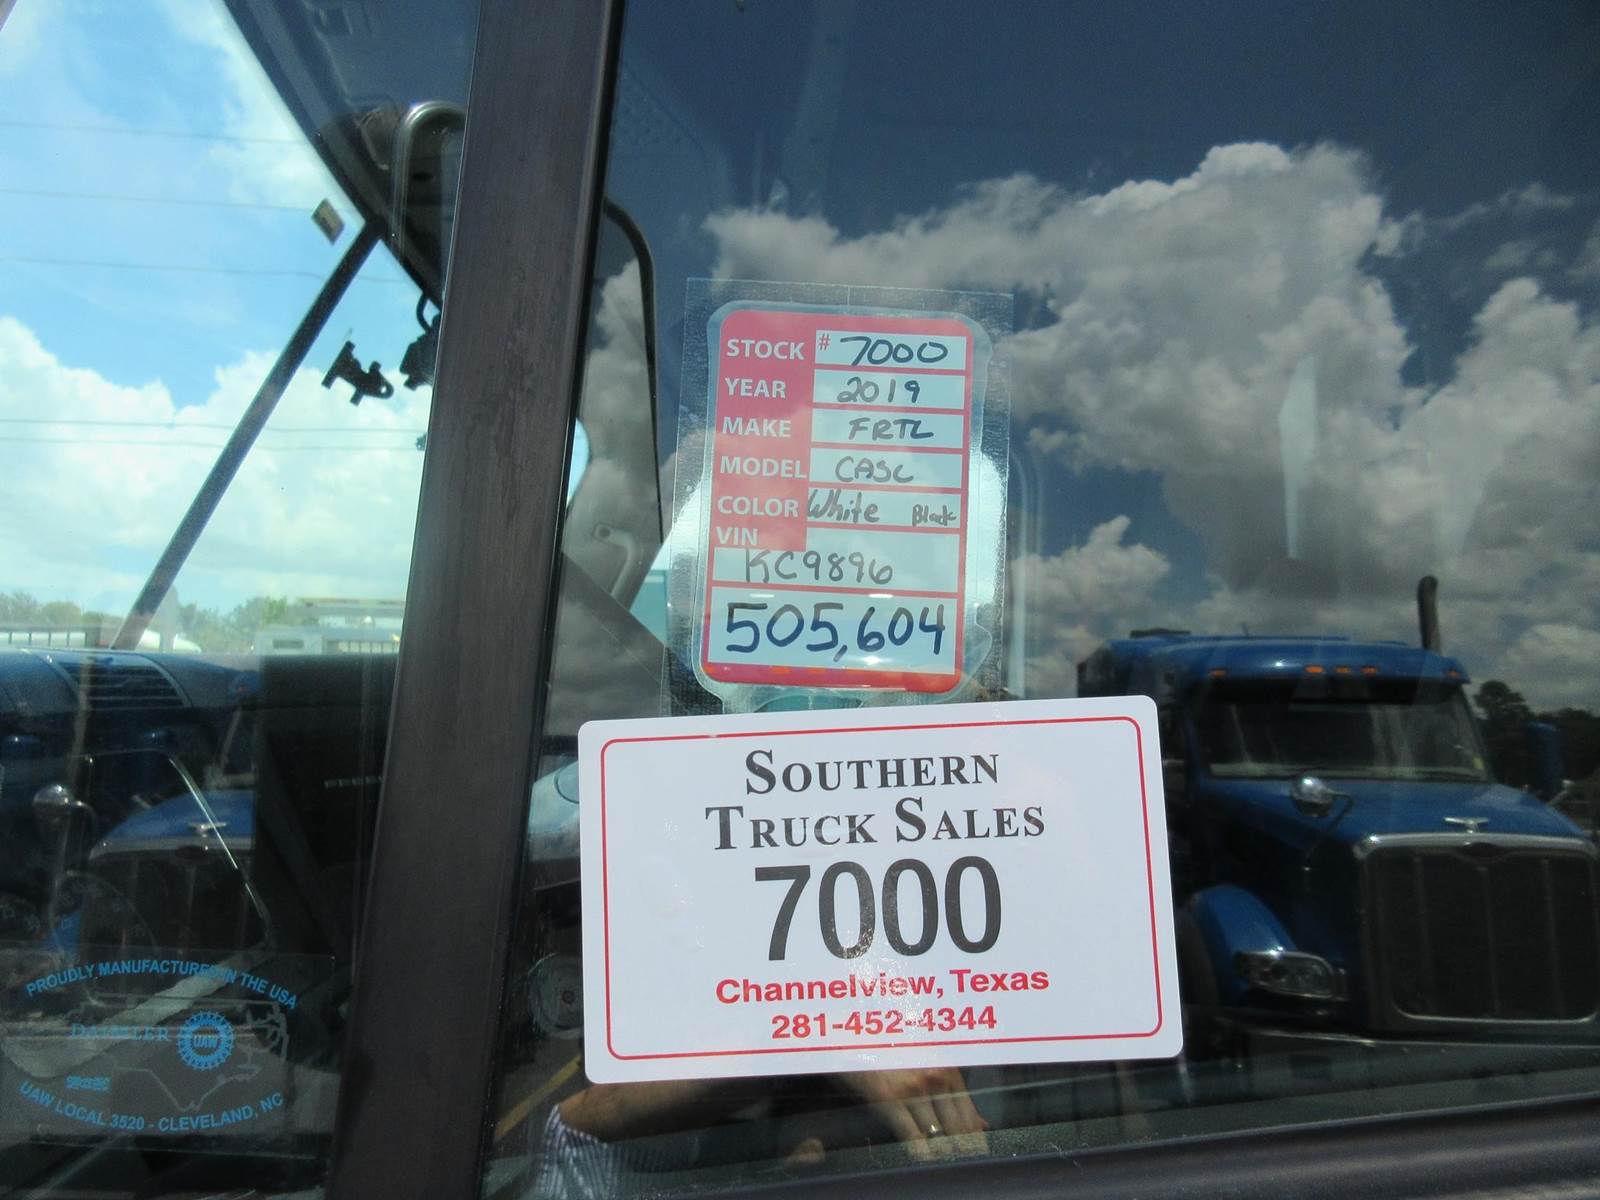 STOCK # 7000
YEAR 2019
MAKE FRTL
MODEL CASC
COLOR White Black
VIN
KC9896
505,604
SOUTHERN
TRUCK SALES
7000
Channelview, Texas
281-452-4344
PROUDLY MANUFACTURED IN THE USA
DAIMLER UAW
UAW LOCAL 3520 - CLEVELAND, NC